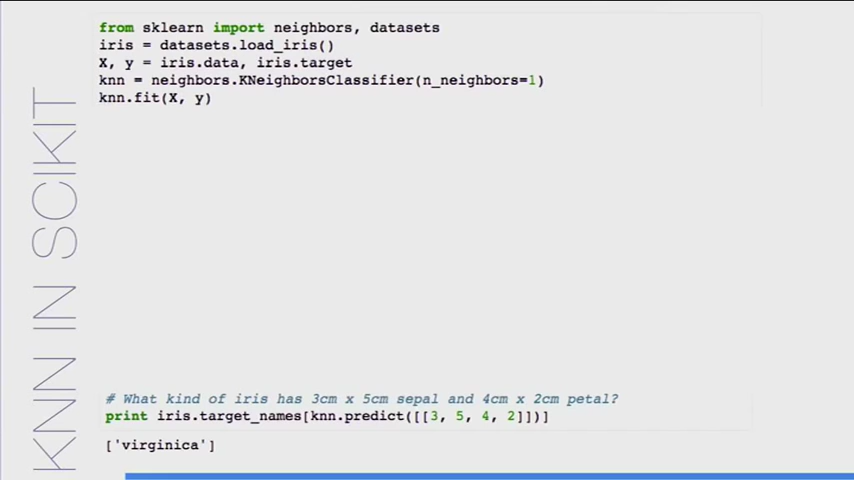 KNN IN SCIKIT
from sklearn import neighbors, datasets
iris = datasets.load_iris()
X, y = iris.data, iris.target
knn = neighbors.KNeighborsClassifier(n_neighbors=1)
knn.fit(X, y)
# What kind of iris has 3cm x 5cm sepal and 4cm x 2cm petal?
print iris.target_names[knn.predict([[3, 5, 4, 2]])]
['virginica']